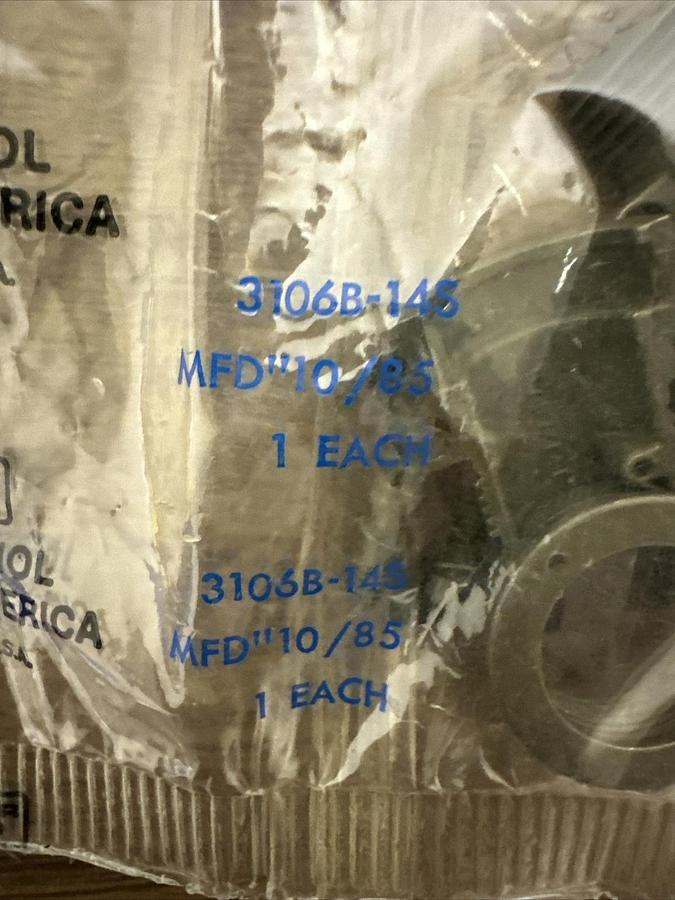 OL
RICA
3106B-14S
MFD"10/85
1 EACH
OL
ERICA
S.A.
3106B-14S
MFD"10/85
1 EACH